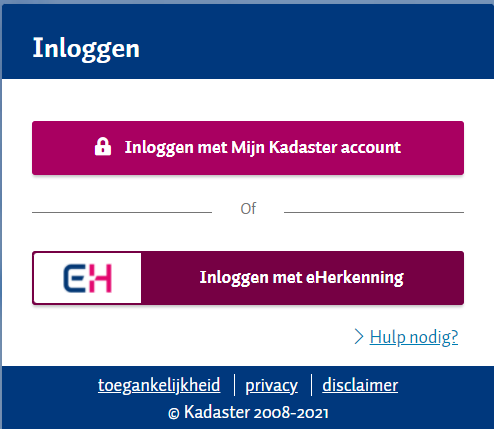 Inloggen
Inloggen met Mijn Kadaster account
Of
EH Inloggen met eHerkenning
Hulp nodig?
toegankelijkheid privacy disclaimer
© Kadaster 2008-2021